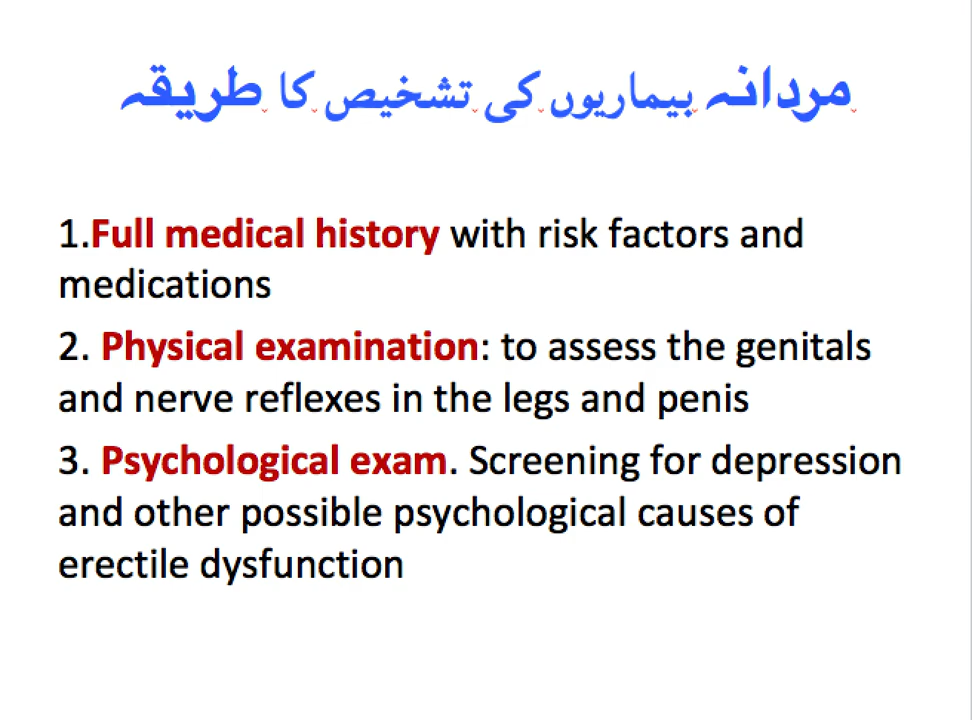 مردانہ بیماریوں کی تشخیص کا طریقہ
1.Full medical history with risk factors and
medications
2. Physical examination: to assess the genitals
and nerve reflexes in the legs and penis
3. Psychological exam. Screening for depression
and other possible psychological causes of
erectile dysfunction